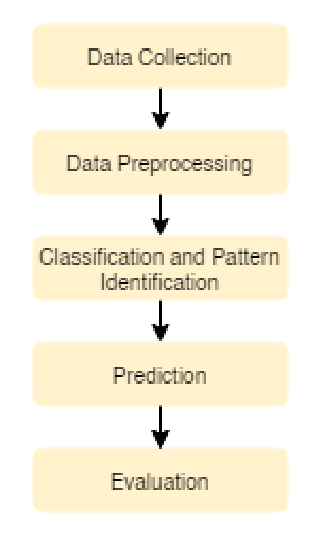 Data Collection
Data Preprocessing
Classification and Pattern
Identification
Prediction
Evaluation